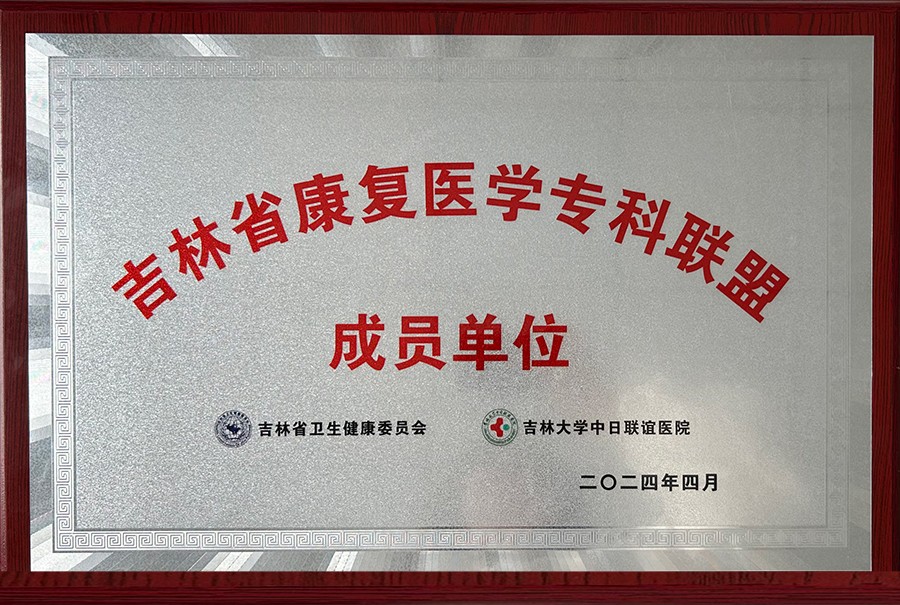 吉林省康复医学专科联盟
成员单位
吉林省卫生健康委员会 吉林大学中日联谊医院
二〇二四年四月